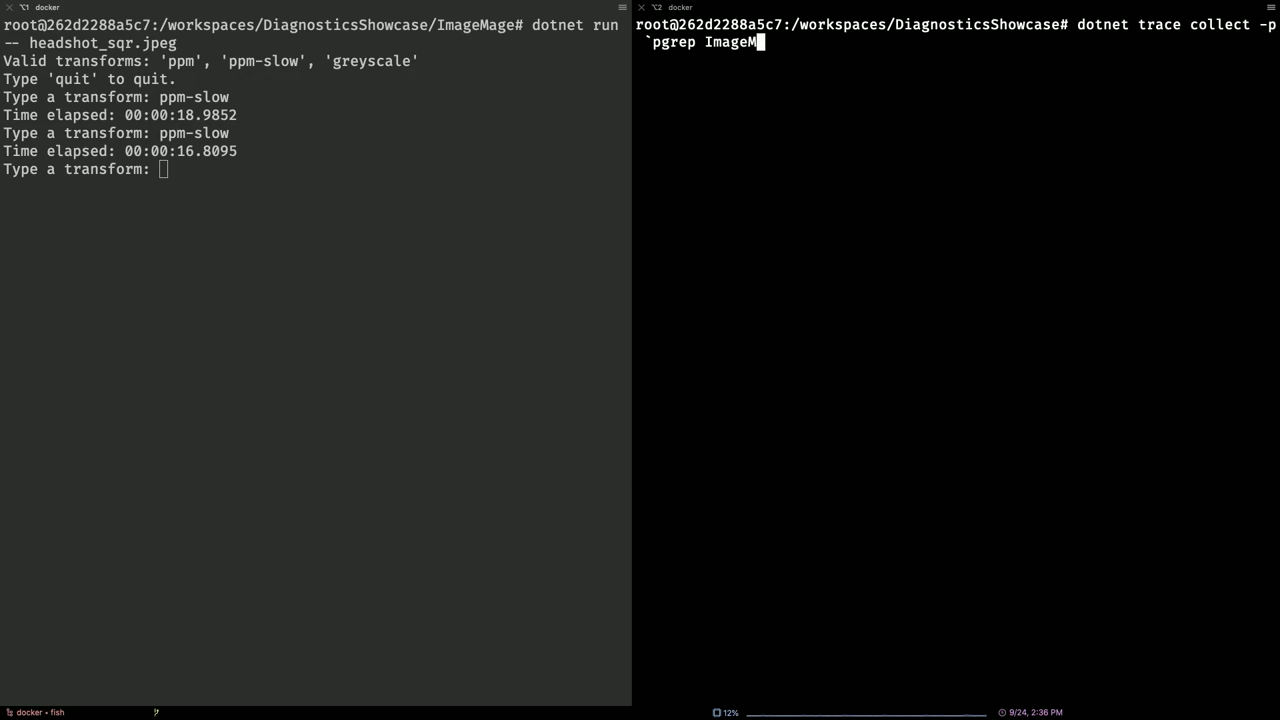 ⌥1 docker
root@262d2288a5c7:/workspaces/DiagnosticsShowcase/ImageMage# dotnet run
-- headshot_sqr.jpeg
Valid transforms: 'ppm', 'ppm-slow', 'greyscale'
Type 'quit' to quit.
Type a transform: ppm-slow
Time elapsed: 00:00:18.9852
Type a transform: ppm-slow
Time elapsed: 00:00:16.8095
Type a transform:
⌥2 docker
root@262d2288a5c7:/workspaces/DiagnosticsShowcase# dotnet trace collect -p
`pgrep ImageM
docker • fish
12%
9/24, 2:36 PM